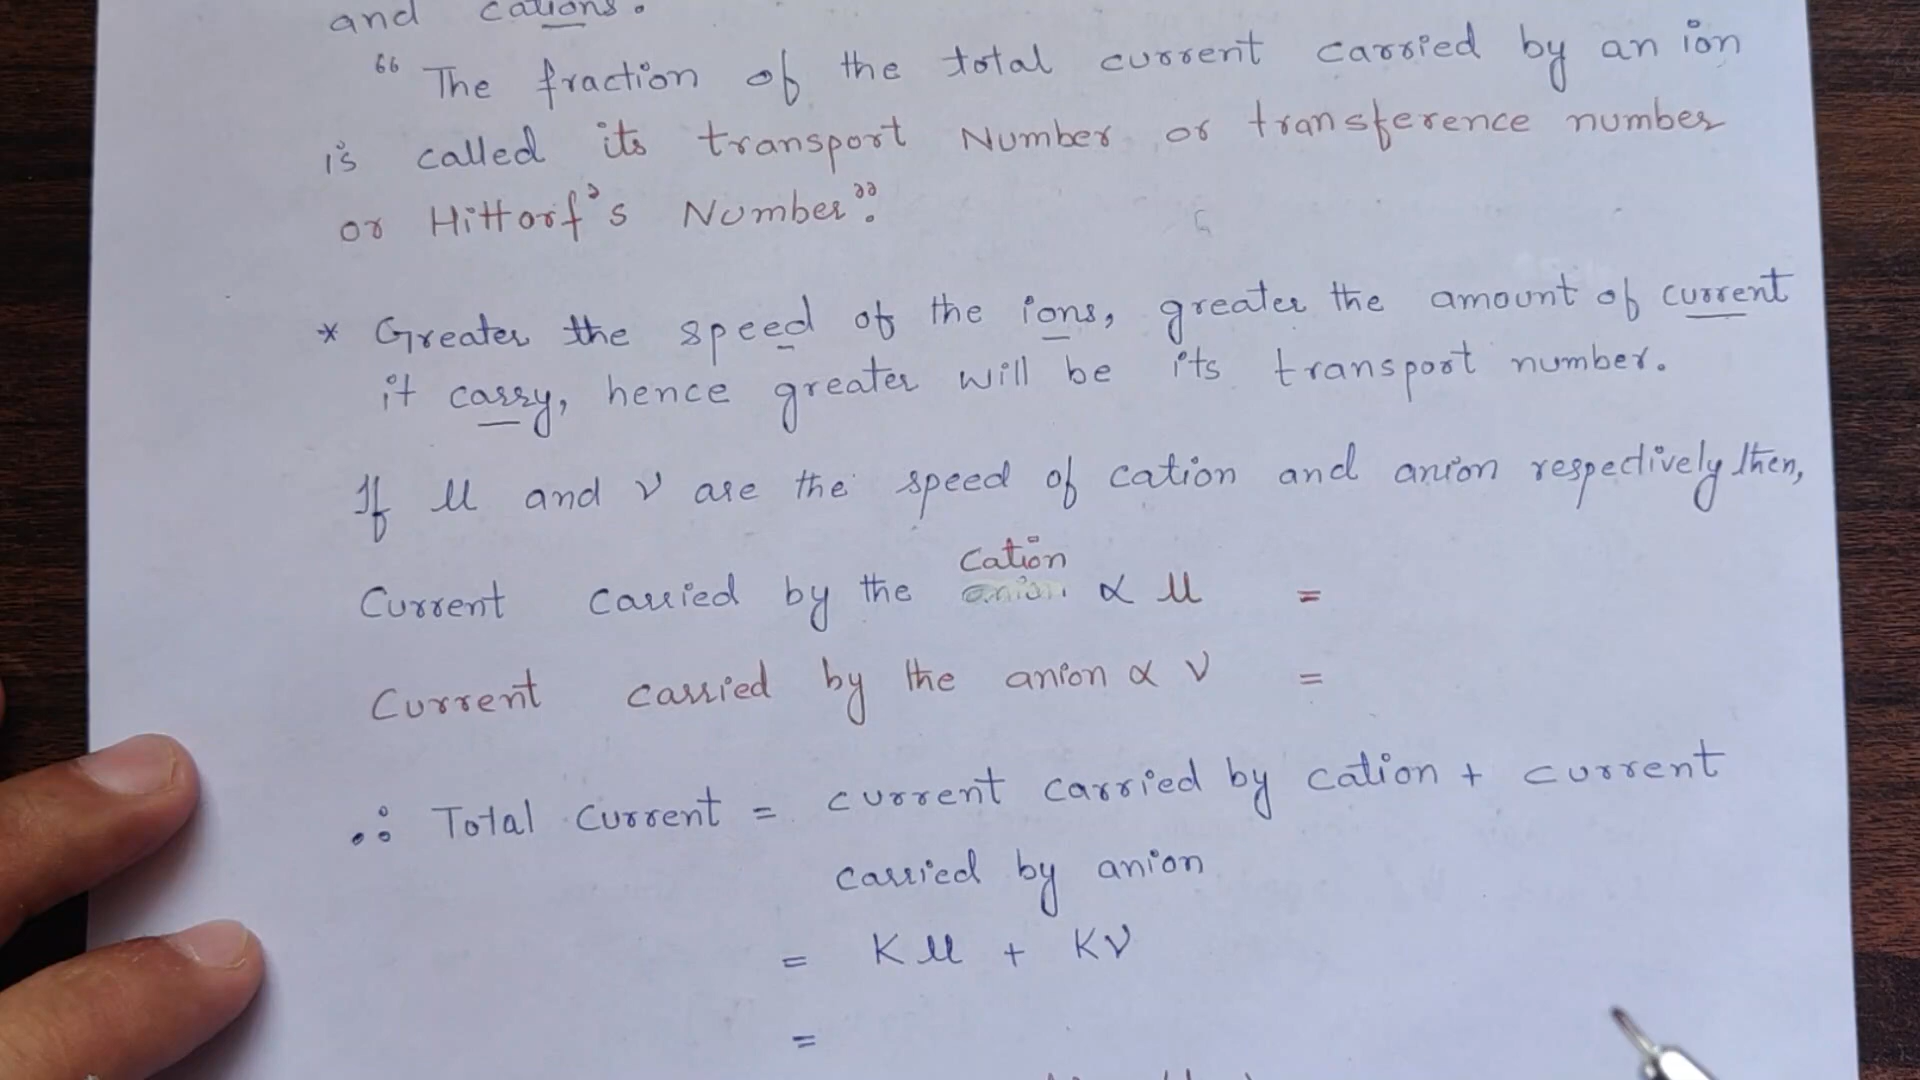 and cations.
"The fraction of the total current carried by an ion
is called its transport Number or transference number
or Hittorf's Number".
* Greater the speed of the ions, greater the amount of current
it carry, hence greater will be its transport number.
If u and v are the speed of cation and anion respectively then,
Cation
Current carried by the anion ∝ u =
Current carried by the anion ∝ v =
∴ Total Current = current carried by cation + current
carried by anion
= Ku + Kv
=